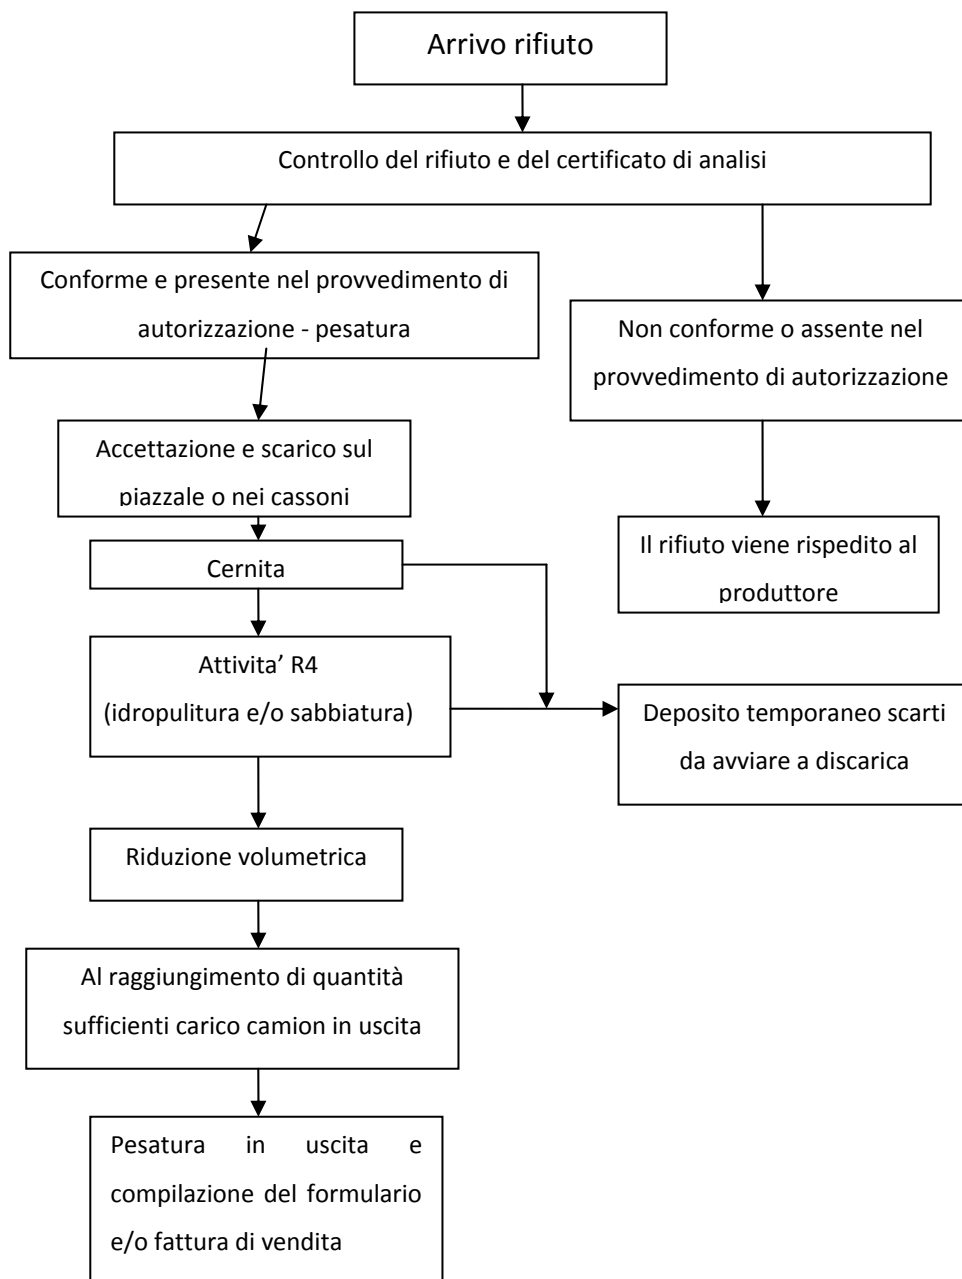 Arrivo rifiuto
Controllo del rifiuto e del certificato di analisi
Conforme e presente nel provvedimento di
autorizzazione - pesatura
Non conforme o assente nel
provvedimento di autorizzazione
Accettazione e scarico sul
piazzale o nei cassoni
Il rifiuto viene rispedito al
produttore
Cernita
Attivita’ R4
(idropulitura e/o sabbiatura)
Deposito temporaneo scarti
da avviare a discarica
Riduzione volumetrica
Al raggiungimento di quantità
sufficienti carico camion in uscita
Pesatura in uscita e
compilazione del formulario
e/o fattura di vendita